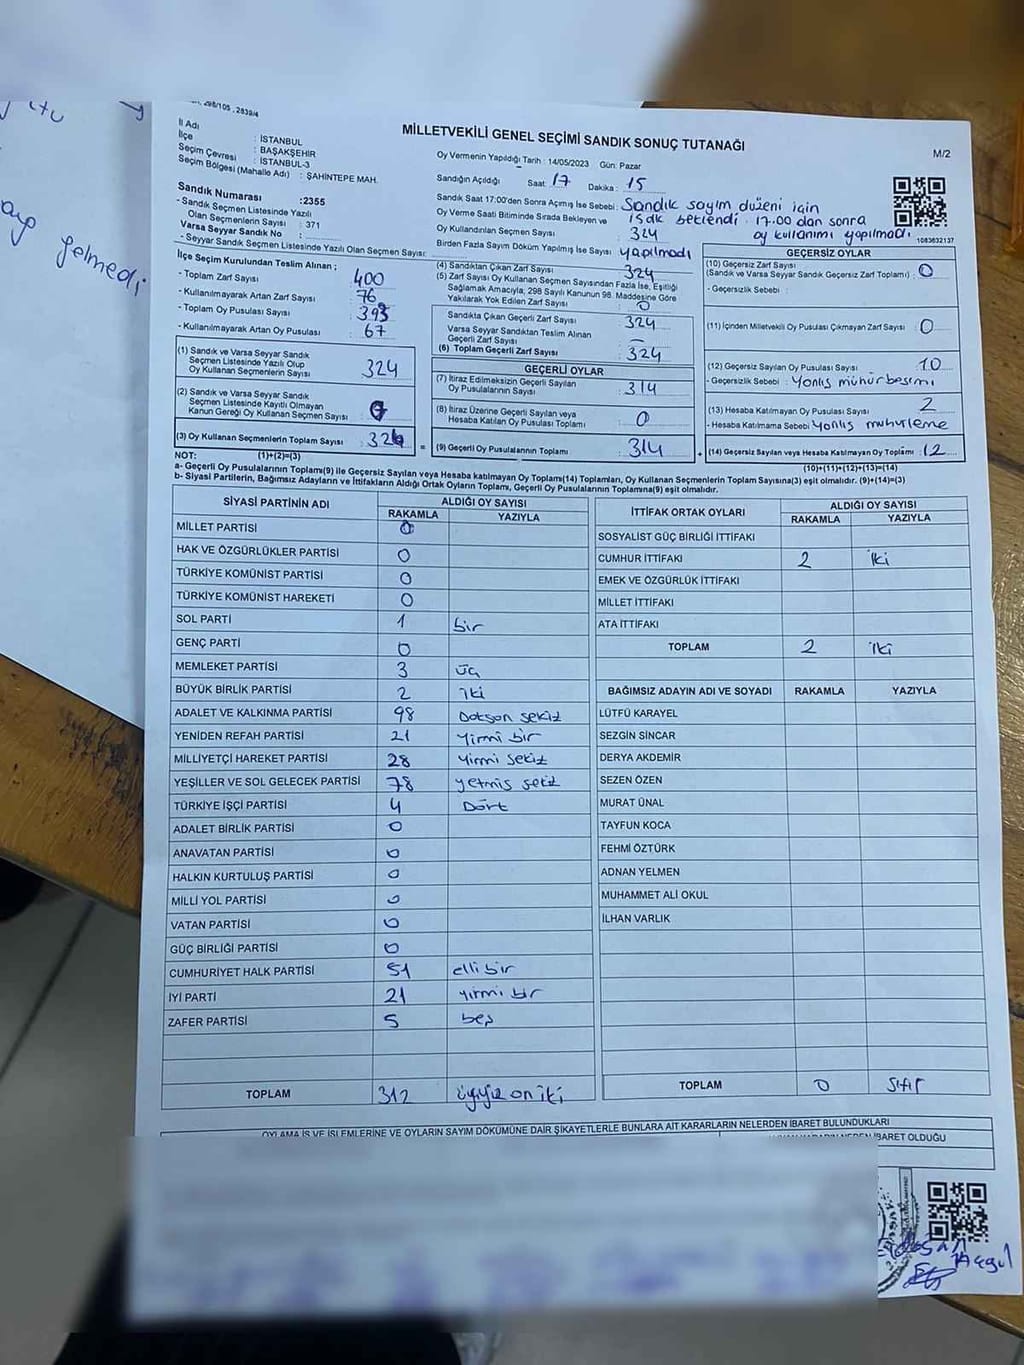 298/105 . 2839/4
MİLLETVEKİLİ GENEL SEÇİMİ SANDIK SONUÇ TUTANAĞI
M/2
İl Adı : İSTANBUL
İlçe : BAŞAKŞEHİR
Seçim Çevresi : İSTANBUL-3
Seçim Bölgesi (Mahalle Adı) : ŞAHİNTEPE MAH.
Oy Vermenin Yapıldığı Tarih : 14/05/2023 Gün: Pazar
Sandığın Açıldığı Saat: 17 Dakika : 15
Sandık Saat 17:00'den Sonra Açımış İse Sebebi: Sandık sayım düzeni için
Oy Verme Saati Bitiminde Sırada Bekleyen ve 15dk beklendi 17.00 dan sonra
Oy Kullandırılan Seçmen Sayısı 324 oy kullanımı yapılmadı.
Birden Fazla Sayım Döküm Yapılmış İse Sayısı yapılmadı
1083632137
Sandık Numarası :2355
- Sandık Seçmen Listesinde Yazılı
Olan Seçmenlerin Sayısı : 371
Varsa Seyyar Sandık No :
- Seyyar Sandık Seçmen Listesinde Yazılı Olan Seçmen Sayısı:
İlçe Seçim Kurulundan Teslim Alınan ;
- Toplam Zarf Sayısı 400
- Kullanılmayarak Artan Zarf Sayısı 76
- Toplam Oy Pusulası Sayısı : 393
- Kullanılmayarak Artan Oy Pusulası 67
(1) Sandık ve Varsa Seyyar Sandık
Seçmen Listesinde Yazılı Olup
Oy Kullanan Seçmenlerin Sayısı : 324
(2) Sandık ve Varsa Seyyar Sandık
Seçmen Listesinde Kayıtlı Olmayan
Kanun Gereği Oy Kullanan Seçmen Sayısı :
(3) Oy Kullanan Seçmenlerin Toplam Sayısı
NOT: (1)+(2)=(3)
(4) Sandıktan Çıkan Zarf Sayısı 324
(5) Zarf Sayısı Oy Kullanan Seçmen Sayısından Fazla İse, Eşitliği
Sağlamak Amacıyla, 298 Sayılı Kanunun 98. Maddesine Göre
Yakılarak Yok Edilen Zarf Sayısı : 0
Sandıkta Çıkan Geçerli Zarf Sayısı 324
Varsa Seyyar Sandıktan Teslim Alınan
Geçerli Zarf Sayısı -
(6) Toplam Geçerli Zarf Sayısı 324
GEÇERLİ OYLAR
(7) İtiraz Edilmeksizin Geçerli Sayılan
Oy Pusulalarının Sayısı : 314
(8) İtiraz Üzerine Geçerli Sayılan veya
Hesaba Katılan Oy Pusulası Toplamı : 0
= (9) Geçerli Oy Pusulalarının Toplamı 314
GEÇERSİZ OYLAR
(10) Geçersiz Zarf Sayısı
(Sandık ve Varsa Seyyar Sandık Geçersiz Zarf Toplamı) : 0
- Geçersizlik Sebebi :
(11) İçinden Milletvekili Oy Pusulası Çıkmayan Zarf Sayısı : 0
(12) Geçersiz Sayılan Oy Pusulası Sayısı : 10
- Geçersizlik Sebebi : Yanlış mühür basımı
(13) Hesaba Katılmayan Oy Pusulası Sayısı 2
- Hesaba Katılmama Sebebi Yanlış mühürleme
+ (14) Geçersiz Sayılan veya Hesaba Katılmayan Oy Toplamı : 12
(10)+(11)+(12)+(13)=(14)
a- Geçerli Oy Pusulalarının Toplamı(9) ile Geçersiz Sayılan veya Hesaba katılmayan Oy Toplamı(14) Toplamları, Oy Kullanan Seçmenlerin Toplam Sayısına(3) eşit olmalıdır. (9)+(14)=(3)
b- Siyasi Partilerin, Bağımsız Adayların ve İttifakların Aldığı Ortak Oyların Toplamı, Geçerli Oy Pusulalarının Toplamına(9) eşit olmalıdır.
SİYASİ PARTİNİN ADI ALDIĞI OY SAYISI
RAKAMLA YAZIYLA
MİLLET PARTİSİ 0
HAK VE ÖZGÜRLÜKLER PARTİSİ 0
TÜRKİYE KOMÜNİST PARTİSİ 0
TÜRKİYE KOMÜNİST HAREKETİ 0
SOL PARTİ 1 bir
GENÇ PARTİ 0
MEMLEKET PARTİSİ 3 üç
BÜYÜK BİRLİK PARTİSİ 2 iki
ADALET VE KALKINMA PARTİSİ 98 Dotsan sekiz
YENİDEN REFAH PARTİSİ 21 Yirmi bir
MİLLİYETÇİ HAREKET PARTİSİ 28 Yirmi sekiz
YEŞİLLER VE SOL GELECEK PARTİSİ 78 yetmiş sekiz
TÜRKİYE İŞÇİ PARTİSİ 4 Dört
ADALET BİRLİK PARTİSİ 0
ANAVATAN PARTİSİ 0
HALKIN KURTULUŞ PARTİSİ 0
MİLLİ YOL PARTİSİ 0
VATAN PARTİSİ 0
GÜÇ BİRLİĞİ PARTİSİ 0
CUMHURİYET HALK PARTİSİ 51 elli bir
İYİ PARTİ 21 yirmi bir
ZAFER PARTİSİ 5 beş
TOPLAM 312 üçyüz on iki
İTTİFAK ORTAK OYLARI ALDIĞI OY SAYISI
RAKAMLA YAZIYLA
SOSYALİST GÜÇ BİRLİĞİ İTTİFAKI
CUMHUR İTTİFAKI 2 iki
EMEK VE ÖZGÜRLÜK İTTİFAKI
MİLLET İTTİFAKI
ATA İTTİFAKI
TOPLAM 2 iki
BAĞIMSIZ ADAYIN ADI VE SOYADI RAKAMLA YAZIYLA
LÜTFÜ KARAYEL
SEZGİN SİNCAR
DERYA AKDEMİR
SEZEN ÖZEN
MURAT ÜNAL
TAYFUN KOCA
FEHMİ ÖZTÜRK
ADNAN YELMEN
MUHAMMET ALİ OKUL
İLHAN VARLIK
TOPLAM 0 Sıfır
OYLAMA İŞ VE İŞLEMLERİNE VE OYLARIN SAYIM DÖKÜMÜNE DAİR ŞİKAYETLERLE BUNLARA AİT KARARLARIN NELERDEN İBARET BULUNDUKLARI
İBARET OLDUĞU
gelmedi